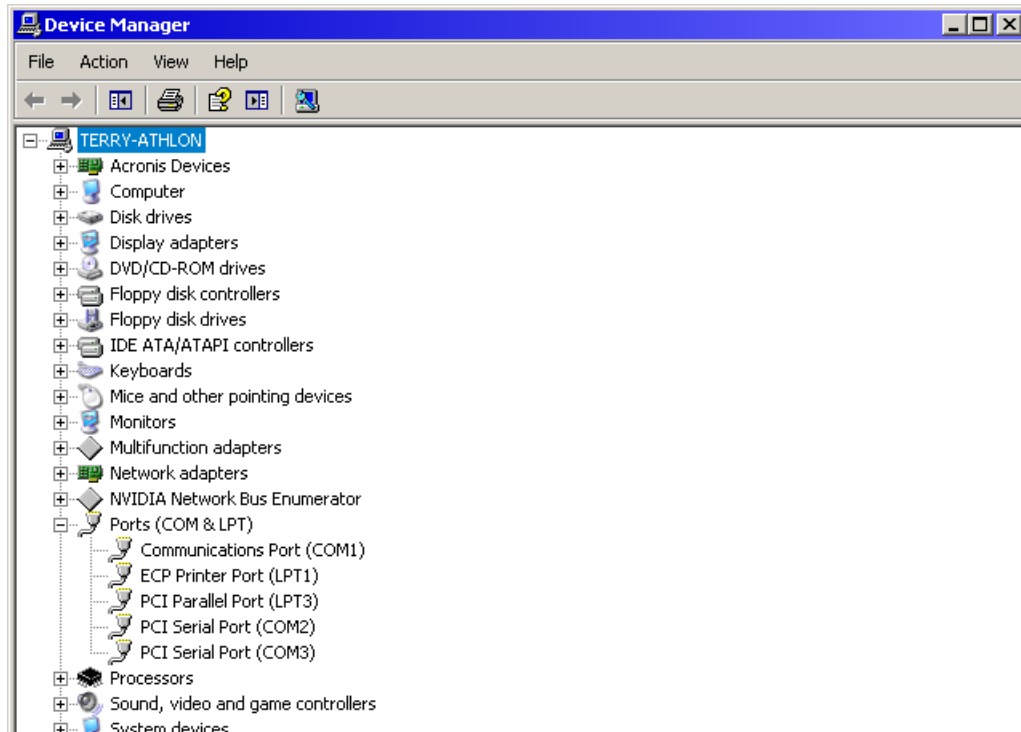 Device Manager
File Action View Help
TERRY-ATHLON
Acronis Devices
Computer
Disk drives
Display adapters
DVD/CD-ROM drives
Floppy disk controllers
Floppy disk drives
IDE ATA/ATAPI controllers
Keyboards
Mice and other pointing devices
Monitors
Multifunction adapters
Network adapters
NVIDIA Network Bus Enumerator
Ports (COM & LPT)
Communications Port (COM1)
ECP Printer Port (LPT1)
PCI Parallel Port (LPT3)
PCI Serial Port (COM2)
PCI Serial Port (COM3)
Processors
Sound, video and game controllers
System devices